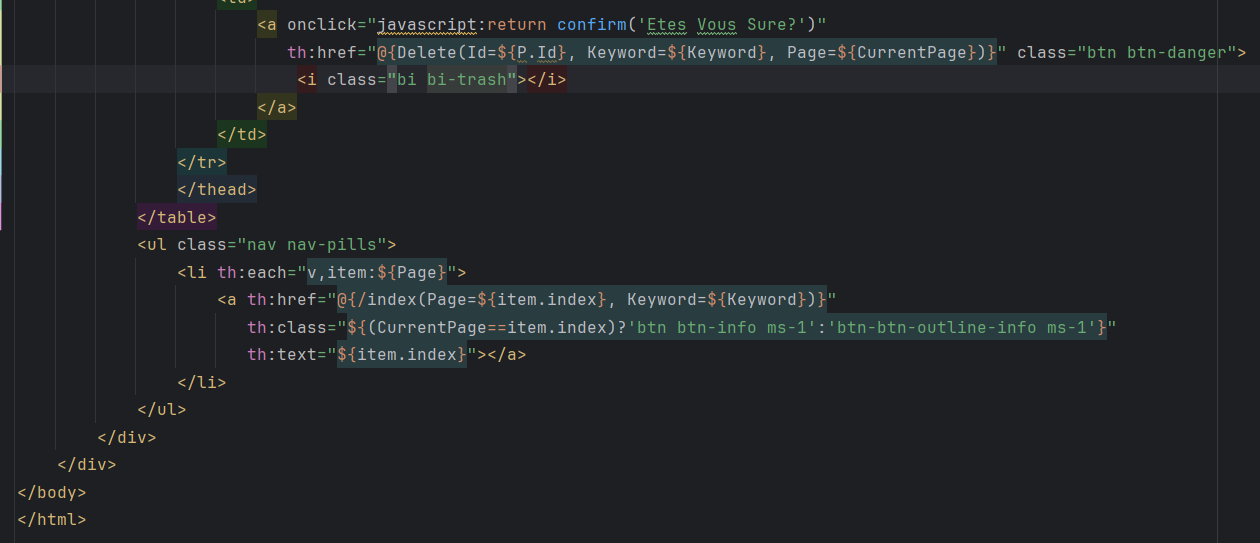 <td>
<a onclick="javascript:return confirm('Etes Vous Sure?')"
th:href="@{Delete(Id=${P.Id}, Keyword=${Keyword}, Page=${CurrentPage})}" class="btn btn-danger">
<i class="bi bi-trash"></i>
</a>
</td>
</tr>
</thead>
</table>
<ul class="nav nav-pills">
<li th:each="v,item:${Page}">
<a th:href="@{/index(Page=${item.index}, Keyword=${Keyword})}"
th:class="${(CurrentPage==item.index)?'btn btn-info ms-1':'btn-btn-outline-info ms-1'}"
th:text="${item.index}"></a>
</li>
</ul>
</div>
</div>
</body>
</html>